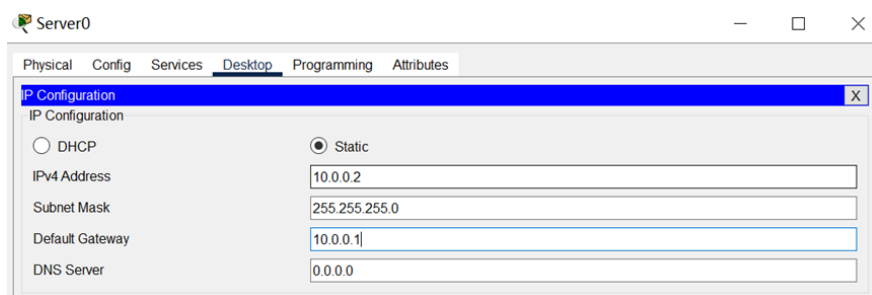 Server0
Physical Config Services Desktop Programming Attributes
IP Configuration X
IP Configuration
DHCP Static
IPv4 Address 10.0.0.2
Subnet Mask 255.255.255.0
Default Gateway 10.0.0.1
DNS Server 0.0.0.0